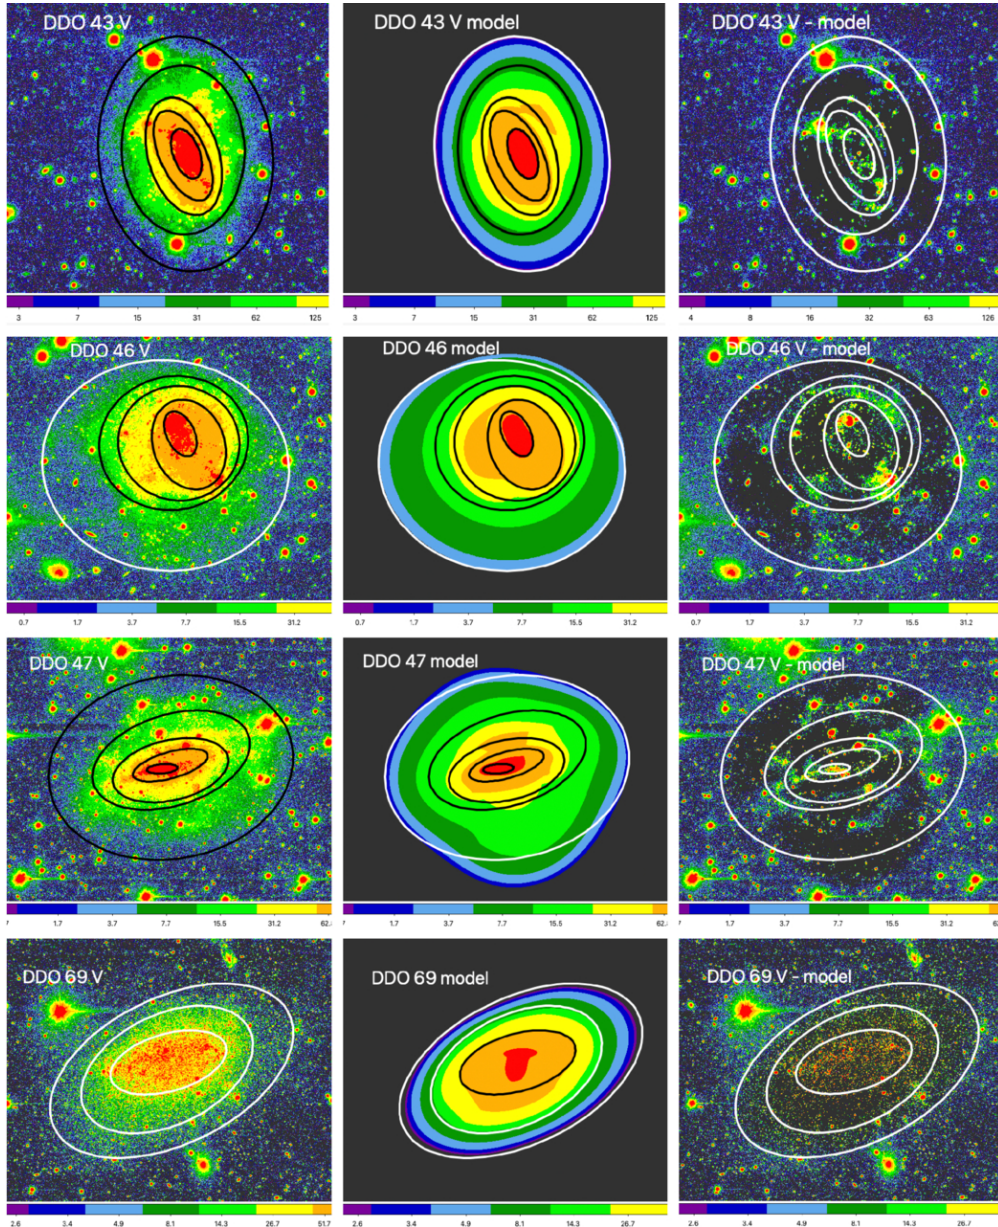 DDO 43 V
DDO 43 V model
DDO 43 V - model
3 7 15 31 62 125
3 7 15 31 62 125
4 8 16 32 63 126
DDO 46 V
DDO 46 model
DDO 46 V - model
0.7 1.7 3.7 7.7 15.5 31.2
0.7 1.7 3.7 7.7 15.5 31.2
0.7 1.7 3.7 7.7 15.5 31.2
DDO 47 V
DDO 47 model
DDO 47 V - model
1.7 3.7 7.7 15.5 31.2
1.7 3.7 7.7 15.5 31.2
1.7 3.7 7.7 15.5 31.2
DDO 69 V
DDO 69 model
DDO 69 V - model
2.6 3.4 4.9 8.1 14.3 26.7 51.7
2.6 3.4 4.9 8.1 14.3 26.7
2.6 3.4 4.9 8.1 14.3 26.7